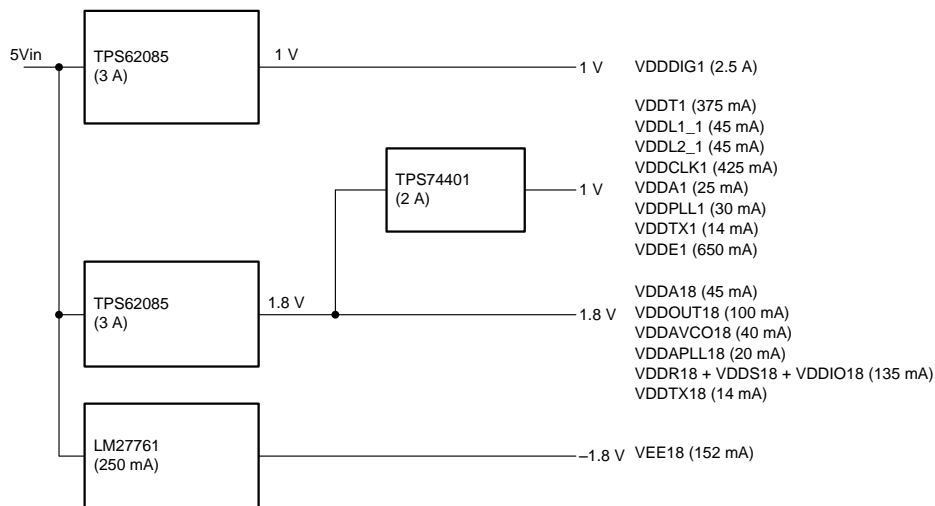 5Vin
TPS62085
(3 A)
1 V
1 V
VDDDIG1 (2.5 A)
TPS74401
(2 A)
1 V
VDDT1 (375 mA)
VDDL1_1 (45 mA)
VDDL2_1 (45 mA)
VDDCLK1 (425 mA)
VDDA1 (25 mA)
VDDPLL1 (30 mA)
VDDTX1 (14 mA)
VDDE1 (650 mA)
TPS62085
(3 A)
1.8 V
1.8 V
VDDA18 (45 mA)
VDDOUT18 (100 mA)
VDDAVCO18 (40 mA)
VDDAPLL18 (20 mA)
VDDR18 + VDDS18 + VDDIO18 (135 mA)
VDDTX18 (14 mA)
LM27761
(250 mA)
–1.8 V
VEE18 (152 mA)